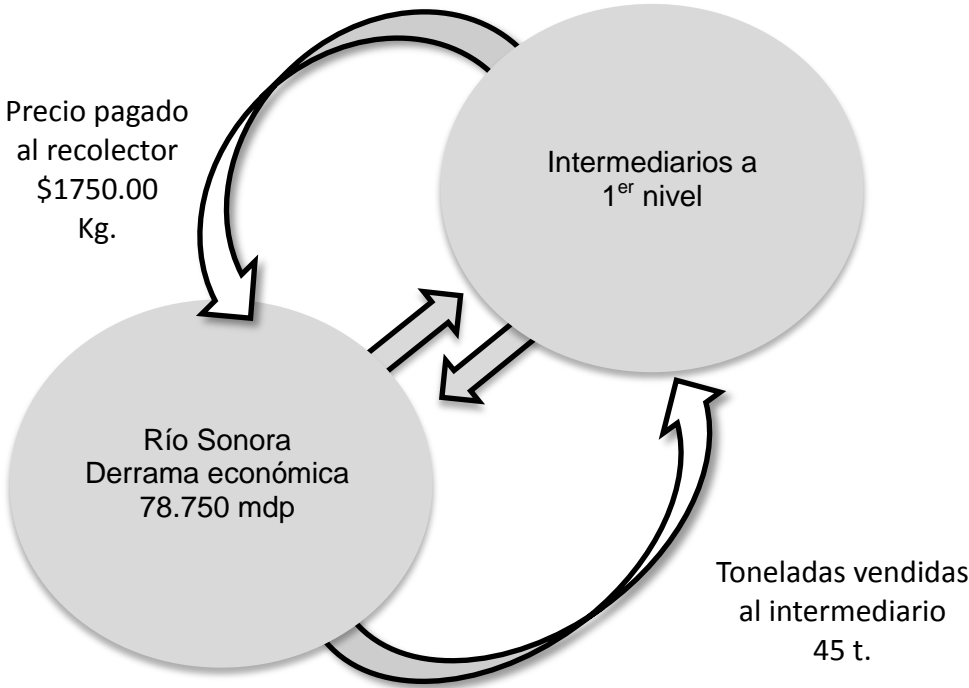 Precio pagado
al recolector
$1750.00
Kg.
Intermediarios a
1er nivel
Río Sonora
Derrama económica
78.750 mdp
Toneladas vendidas
al intermediario
45 t.